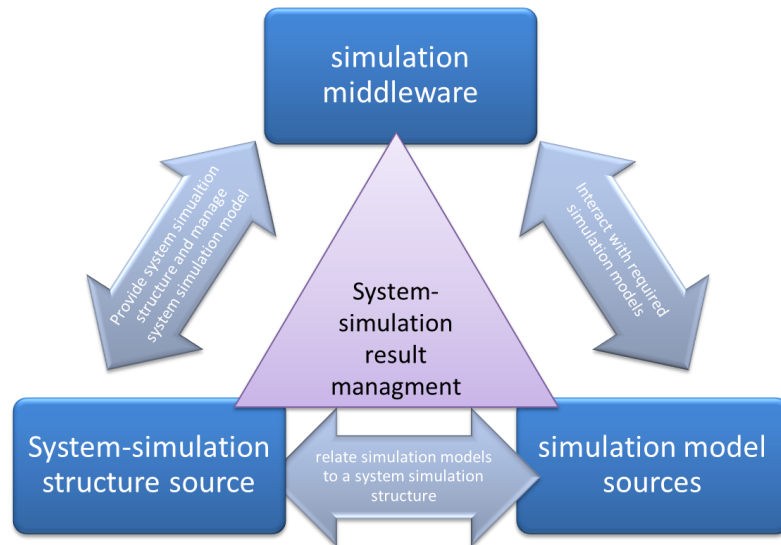 simulation
middleware
Provide system simualtion
structure and manage
system simulation model
Interact with required
simulation models
System-
simulation
result
managment
System-simulation
structure source
relate simulation models
to a system simulation
structure
simulation model
sources